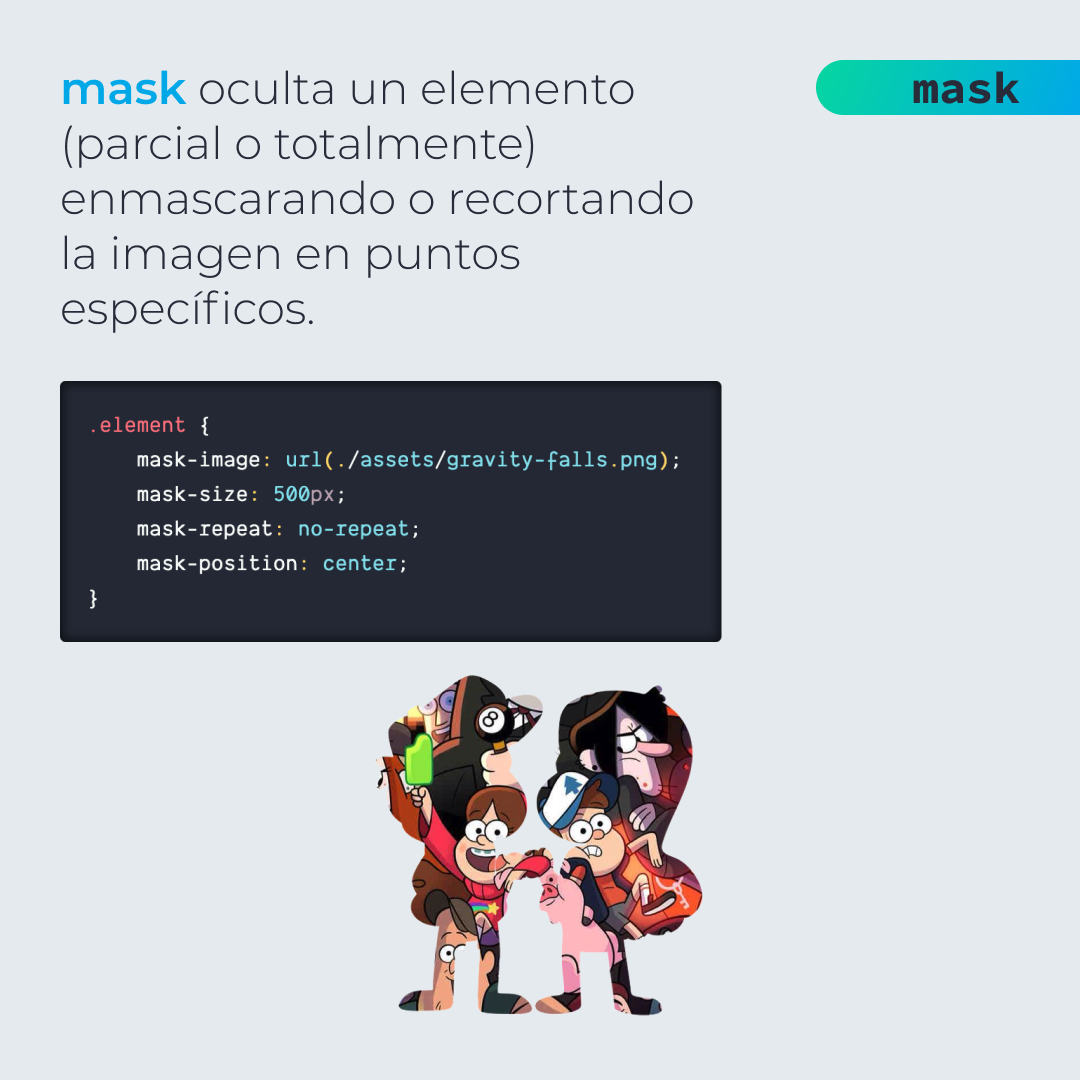 mask oculta un elemento
(parcial o totalmente)
enmascarando o recortando
la imagen en puntos
específicos.
mask
.element {
    mask-image: url(./assets/gravity-falls.png);
    mask-size: 500px;
    mask-repeat: no-repeat;
    mask-position: center;
}
8